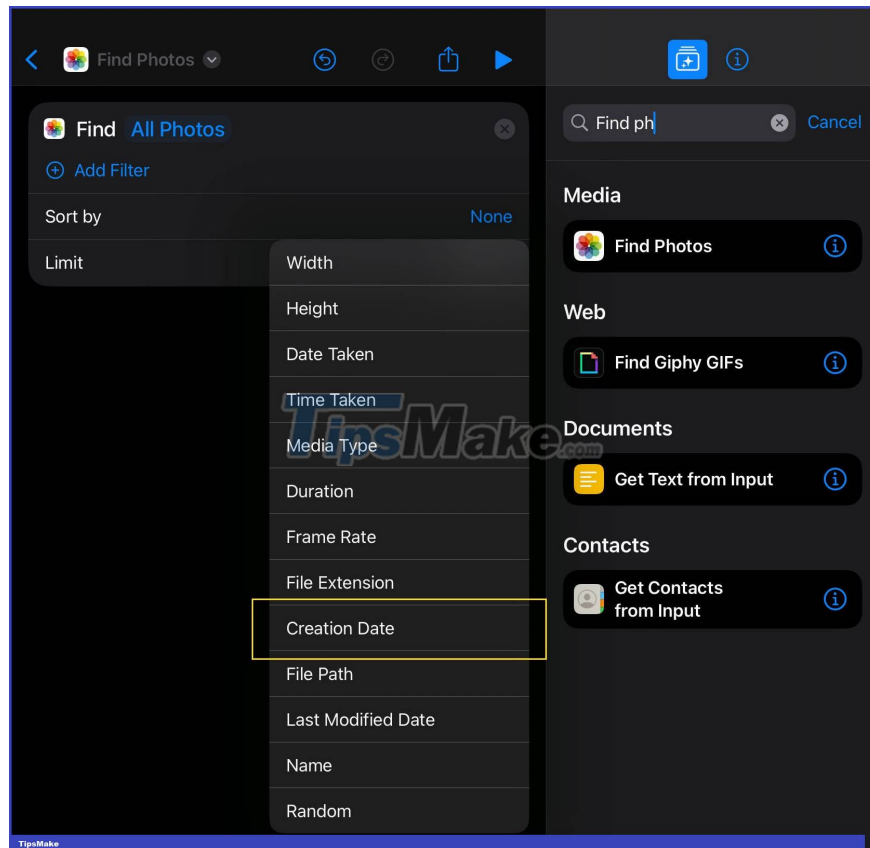 Find Photos
Find All Photos
Add Filter
Sort by None
Limit
Width
Height
Date Taken
Time Taken
Media Type
Duration
Frame Rate
File Extension
Creation Date
File Path
Last Modified Date
Name
Random
Find ph
Cancel
Media
Find Photos
Web
Find Giphy GIFs
Documents
Get Text from Input
Contacts
Get Contacts
from Input
TipsMake.com
TipsMake